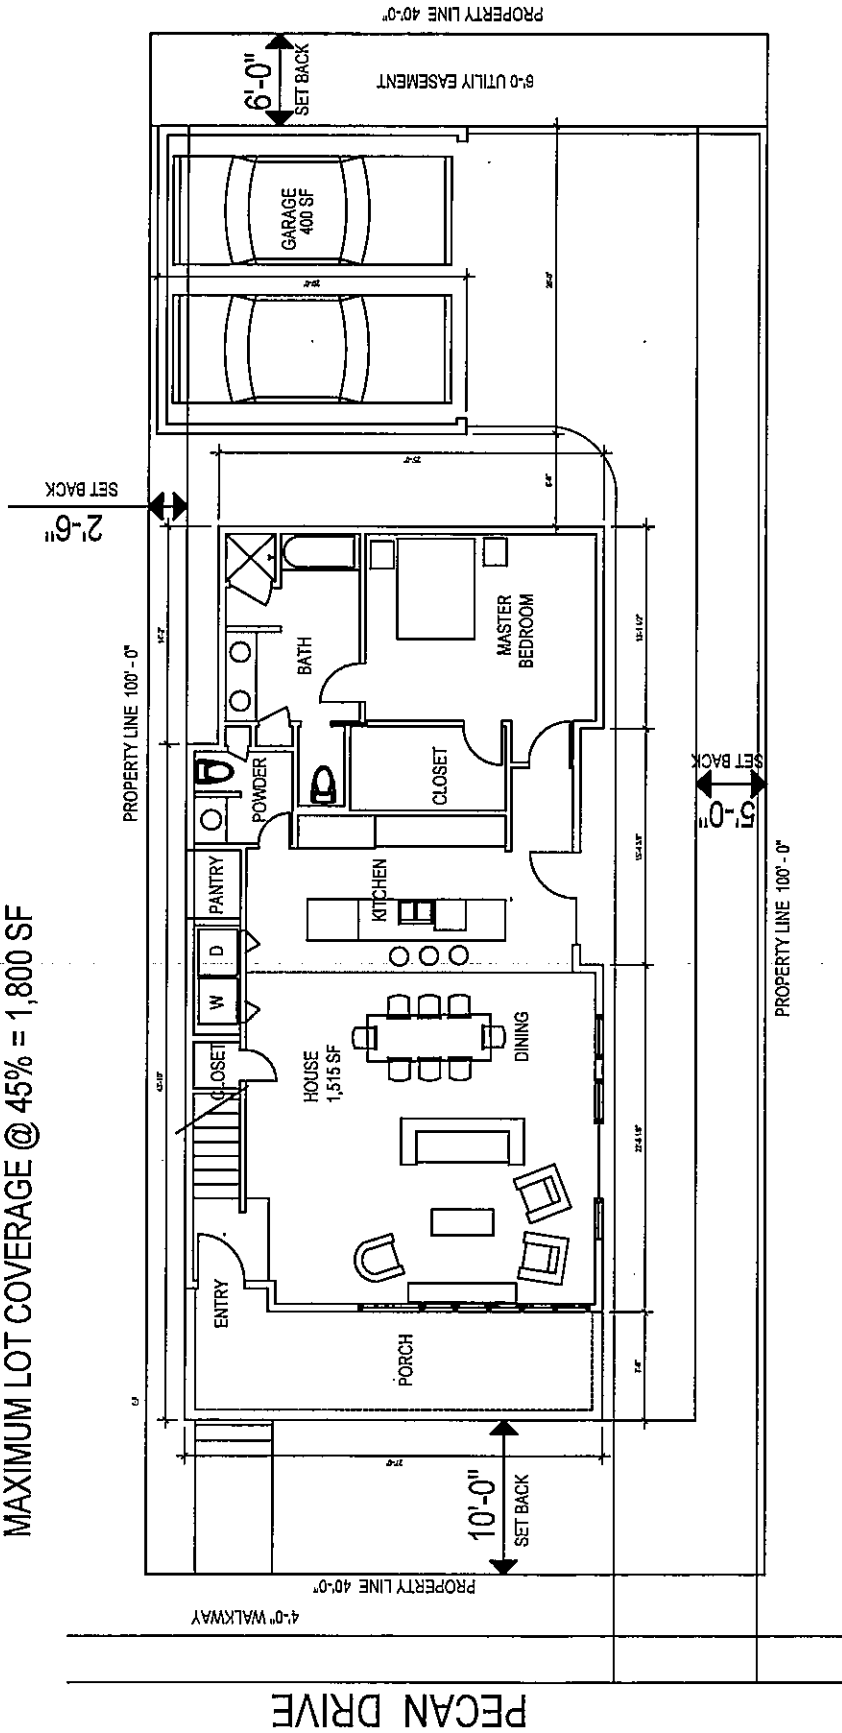 MAXIMUM LOT COVERAGE @ 45% = 1,800 SF
PROPERTY LINE 40'-0"
6'-0 UTILIY EASEMENT
6'-0"
SET BACK
GARAGE
400 SF
SET BACK
2'-6"
PROPERTY LINE 100' - 0"
BATH
MASTER
BEDROOM
POWDER
CLOSET
PANTRY
KITCHEN
D
W
CLOSET
HOUSE
1,515 SF
DINING
ENTRY
PORCH
SET BACK
5'-0"
PROPERTY LINE 100' - 0"
10'-0"
SET BACK
PROPERTY LINE 40'-0"
4'-0" WALKWAY
PECAN DRIVE